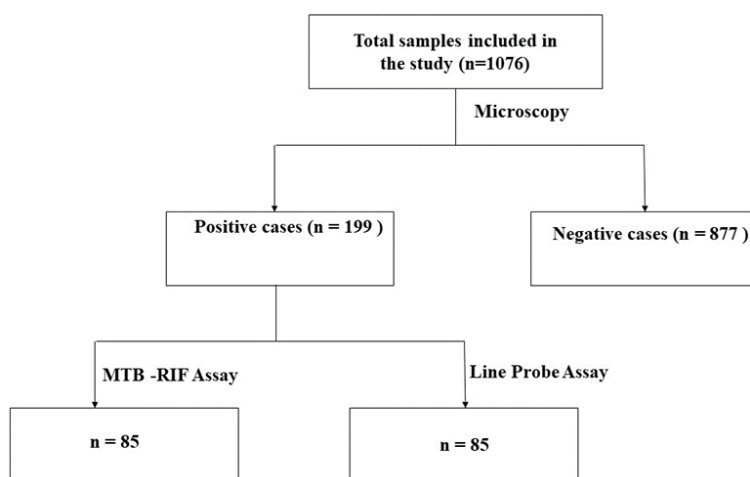 Total samples included in
the study (n=1076)
Microscopy
Positive cases (n = 199 )
Negative cases (n = 877 )
MTB -RIF Assay
Line Probe Assay
n = 85
n = 85